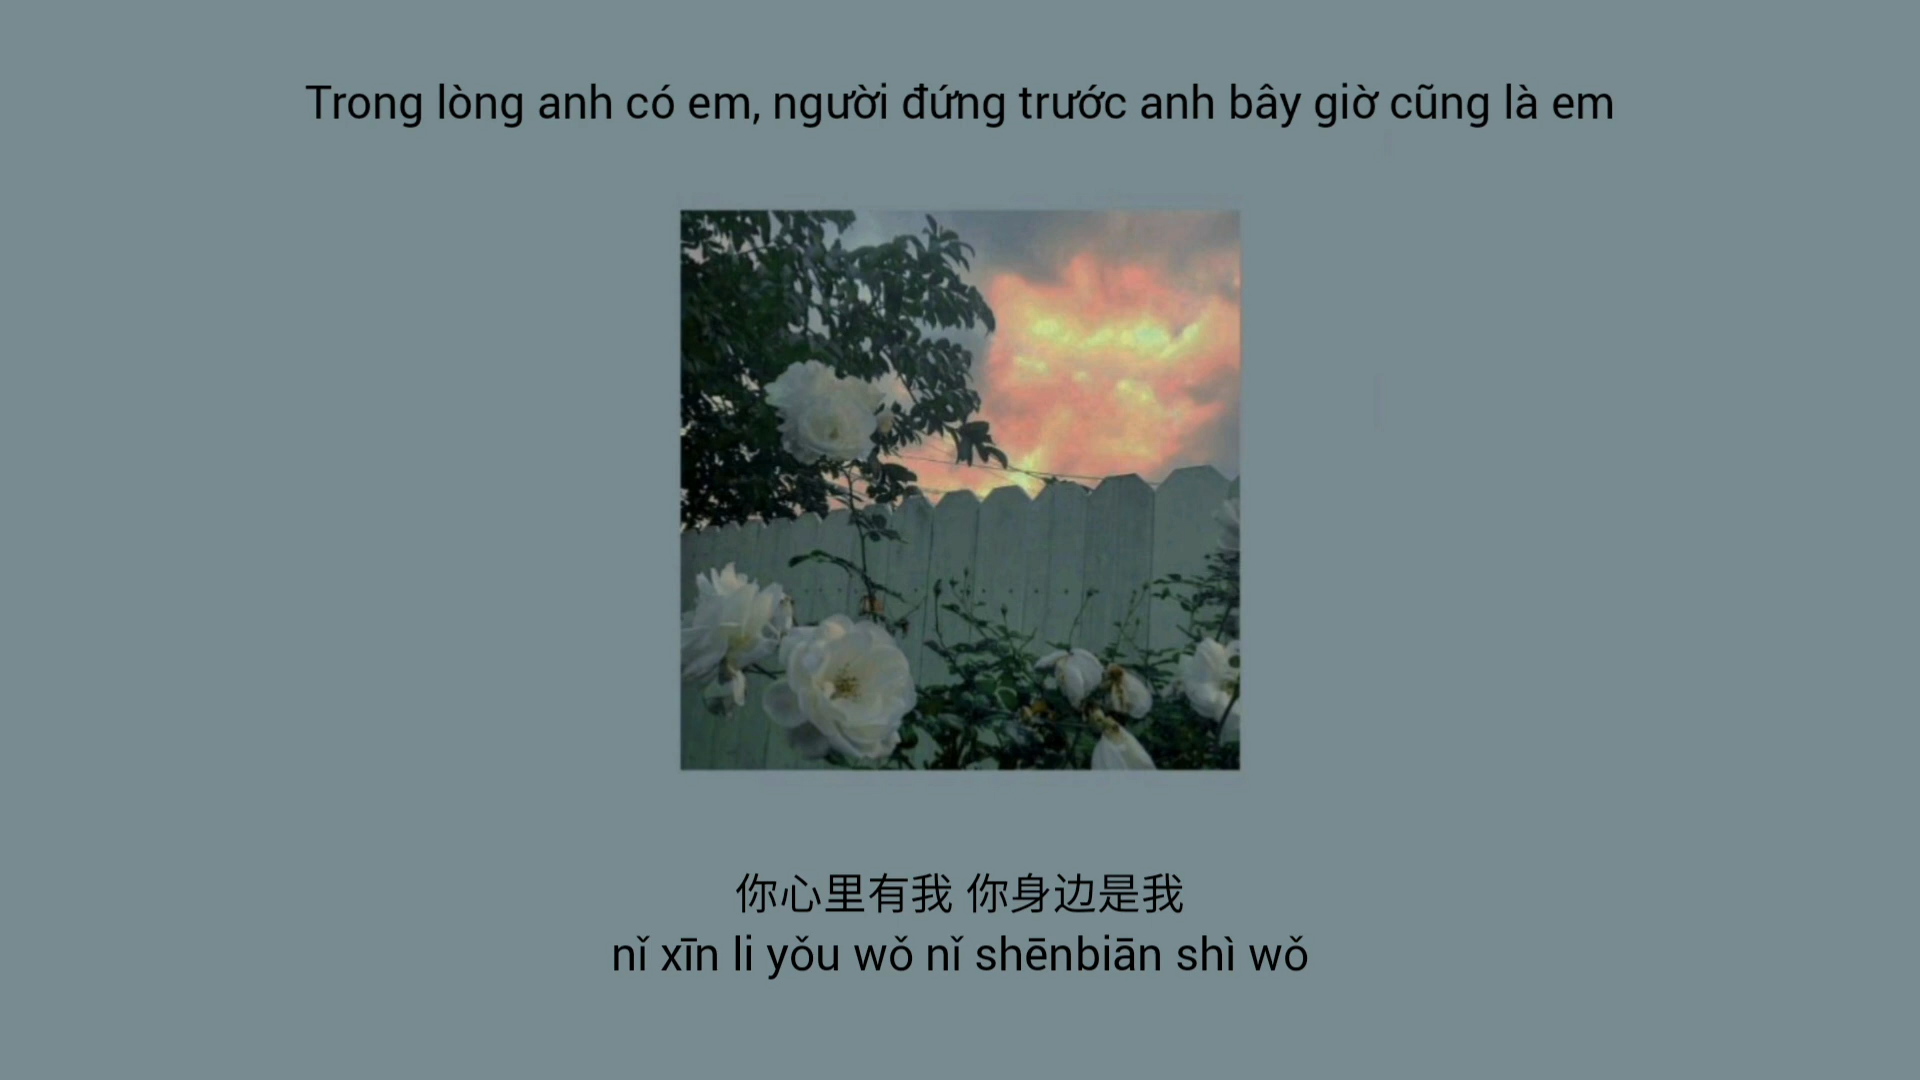 Trong lòng anh có em, người đứng trước anh bây giờ cũng là em
你心里有我 你身边是我
nǐ xīn li yǒu wǒ nǐ shēnbiān shì wǒ